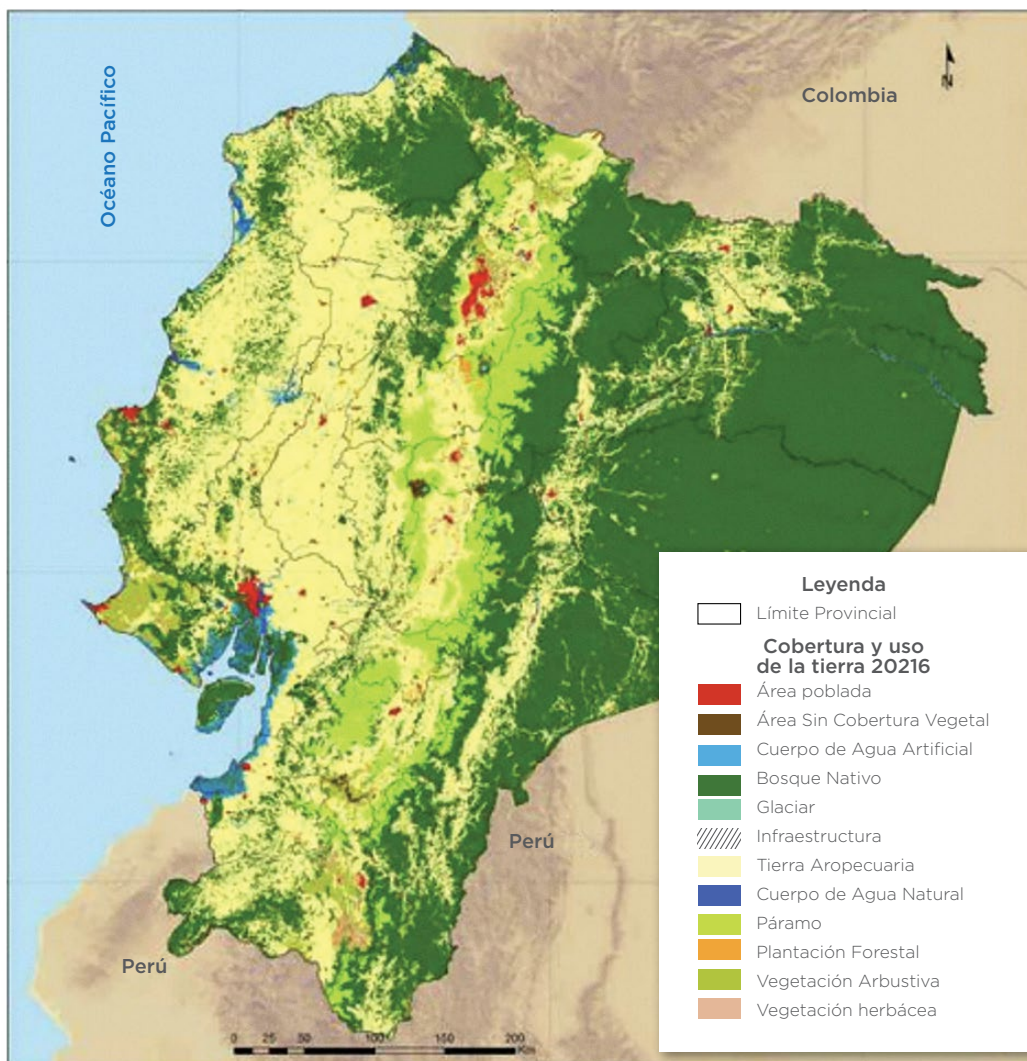 Océano Pacífico
Colombia
N
Perú
Perú
Leyenda
Límite Provincial
Cobertura y uso
de la tierra 20216
Área poblada
Área Sin Cobertura Vegetal
Cuerpo de Agua Artificial
Bosque Nativo
Glaciar
Infraestructura
Tierra Aropecuaria
Cuerpo de Agua Natural
Páramo
Plantación Forestal
Vegetación Arbustiva
Vegetación herbácea
0 25 50 100 150 200
Km